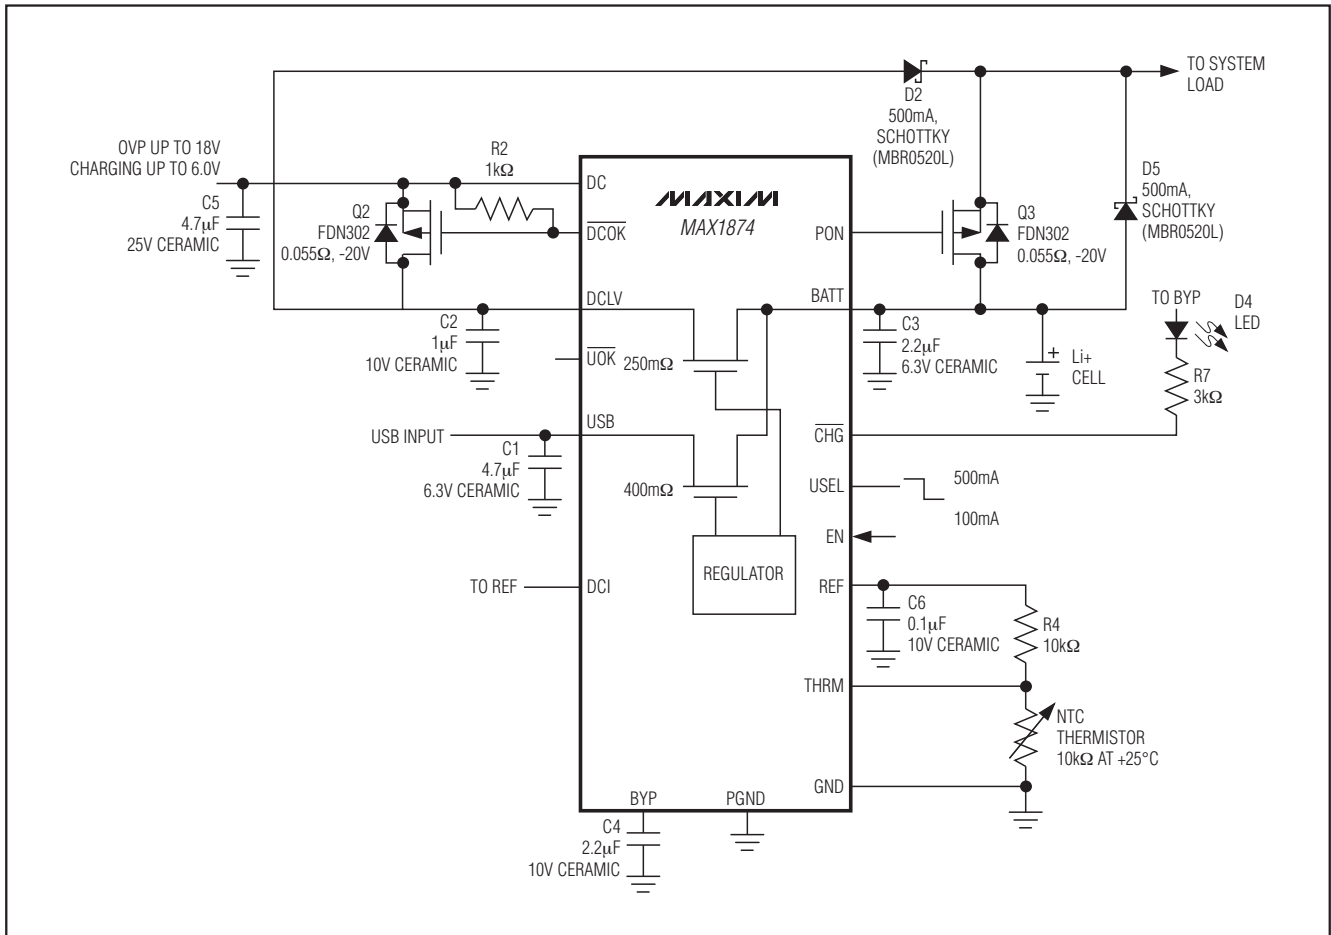 TO SYSTEM
LOAD
D2
500mA,
SCHOTTKY
(MBR0520L)
OVP UP TO 18V
CHARGING UP TO 6.0V
R2
1kΩ
C5
4.7μF
25V CERAMIC
Q2
FDN302
0.055Ω, -20V
DC
MAXIM
MAX1874
DCOK
PON
Q3
FDN302
0.055Ω, -20V
D5
500mA,
SCHOTTKY
(MBR0520L)
DCLV
BATT
C2
1μF
10V CERAMIC
UOK
250mΩ
C3
2.2μF
6.3V CERAMIC
+
Li+
CELL
TO BYP
D4
LED
R7
3kΩ
USB INPUT
USB
C1
4.7μF
6.3V CERAMIC
400mΩ
CHG
USEL
500mA
100mA
EN
REGULATOR
TO REF
DCI
REF
C6
0.1μF
10V CERAMIC
R4
10kΩ
THRM
NTC
THERMISTOR
10kΩ AT +25°C
GND
BYP
PGND
C4
2.2μF
10V CERAMIC